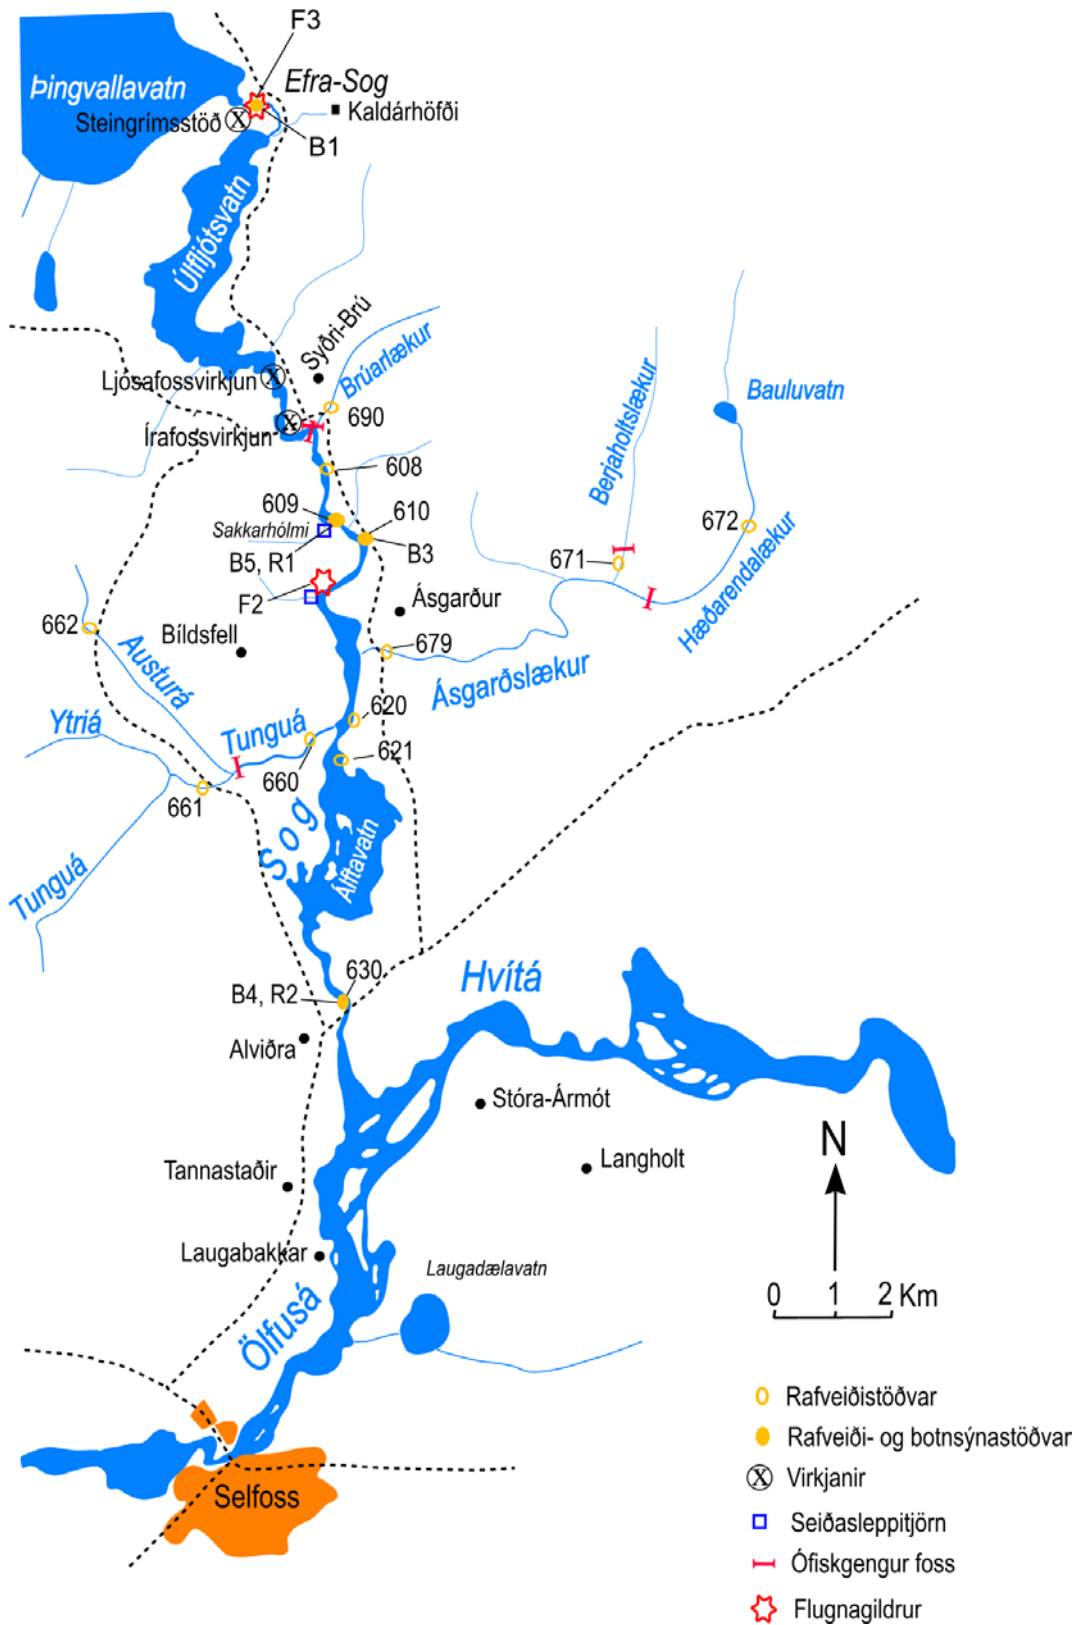 F3
Efra-Sog
Þingvallavatn
Kaldárhöfði
Steingrímsstöð
X
B1
Úlfljótsvatn
Syðri-Brú
Brúarlækur
Ljósafossvirkjun
X
Bauluvatn
690
Írafossvirkjun
X
Berjaholtslækur
608
609
610
672
Sakkarhólmi
B3
671
B5, R1
Hæðarendalækur
F2
Ásgarður
662
Bíldsfell
679
Austurá
Ásgarðslækur
620
Ytriá
Tunguá
621
660
661
Sog
Álftavatn
Tunguá
630
Hvítá
B4, R2
Alviðra
Stóra-Ármót
N
Langholt
Tannastaðir
Laugabakkar
Laugadælavatn
0 1 2 Km
Ölfusá
Rafveiðistöðvar
Rafveiði- og botnsýnastöðvar
X Virkjanir
Selfoss
Seiðasleppitjörn
Ófiskgengur foss
Flugnagildrur